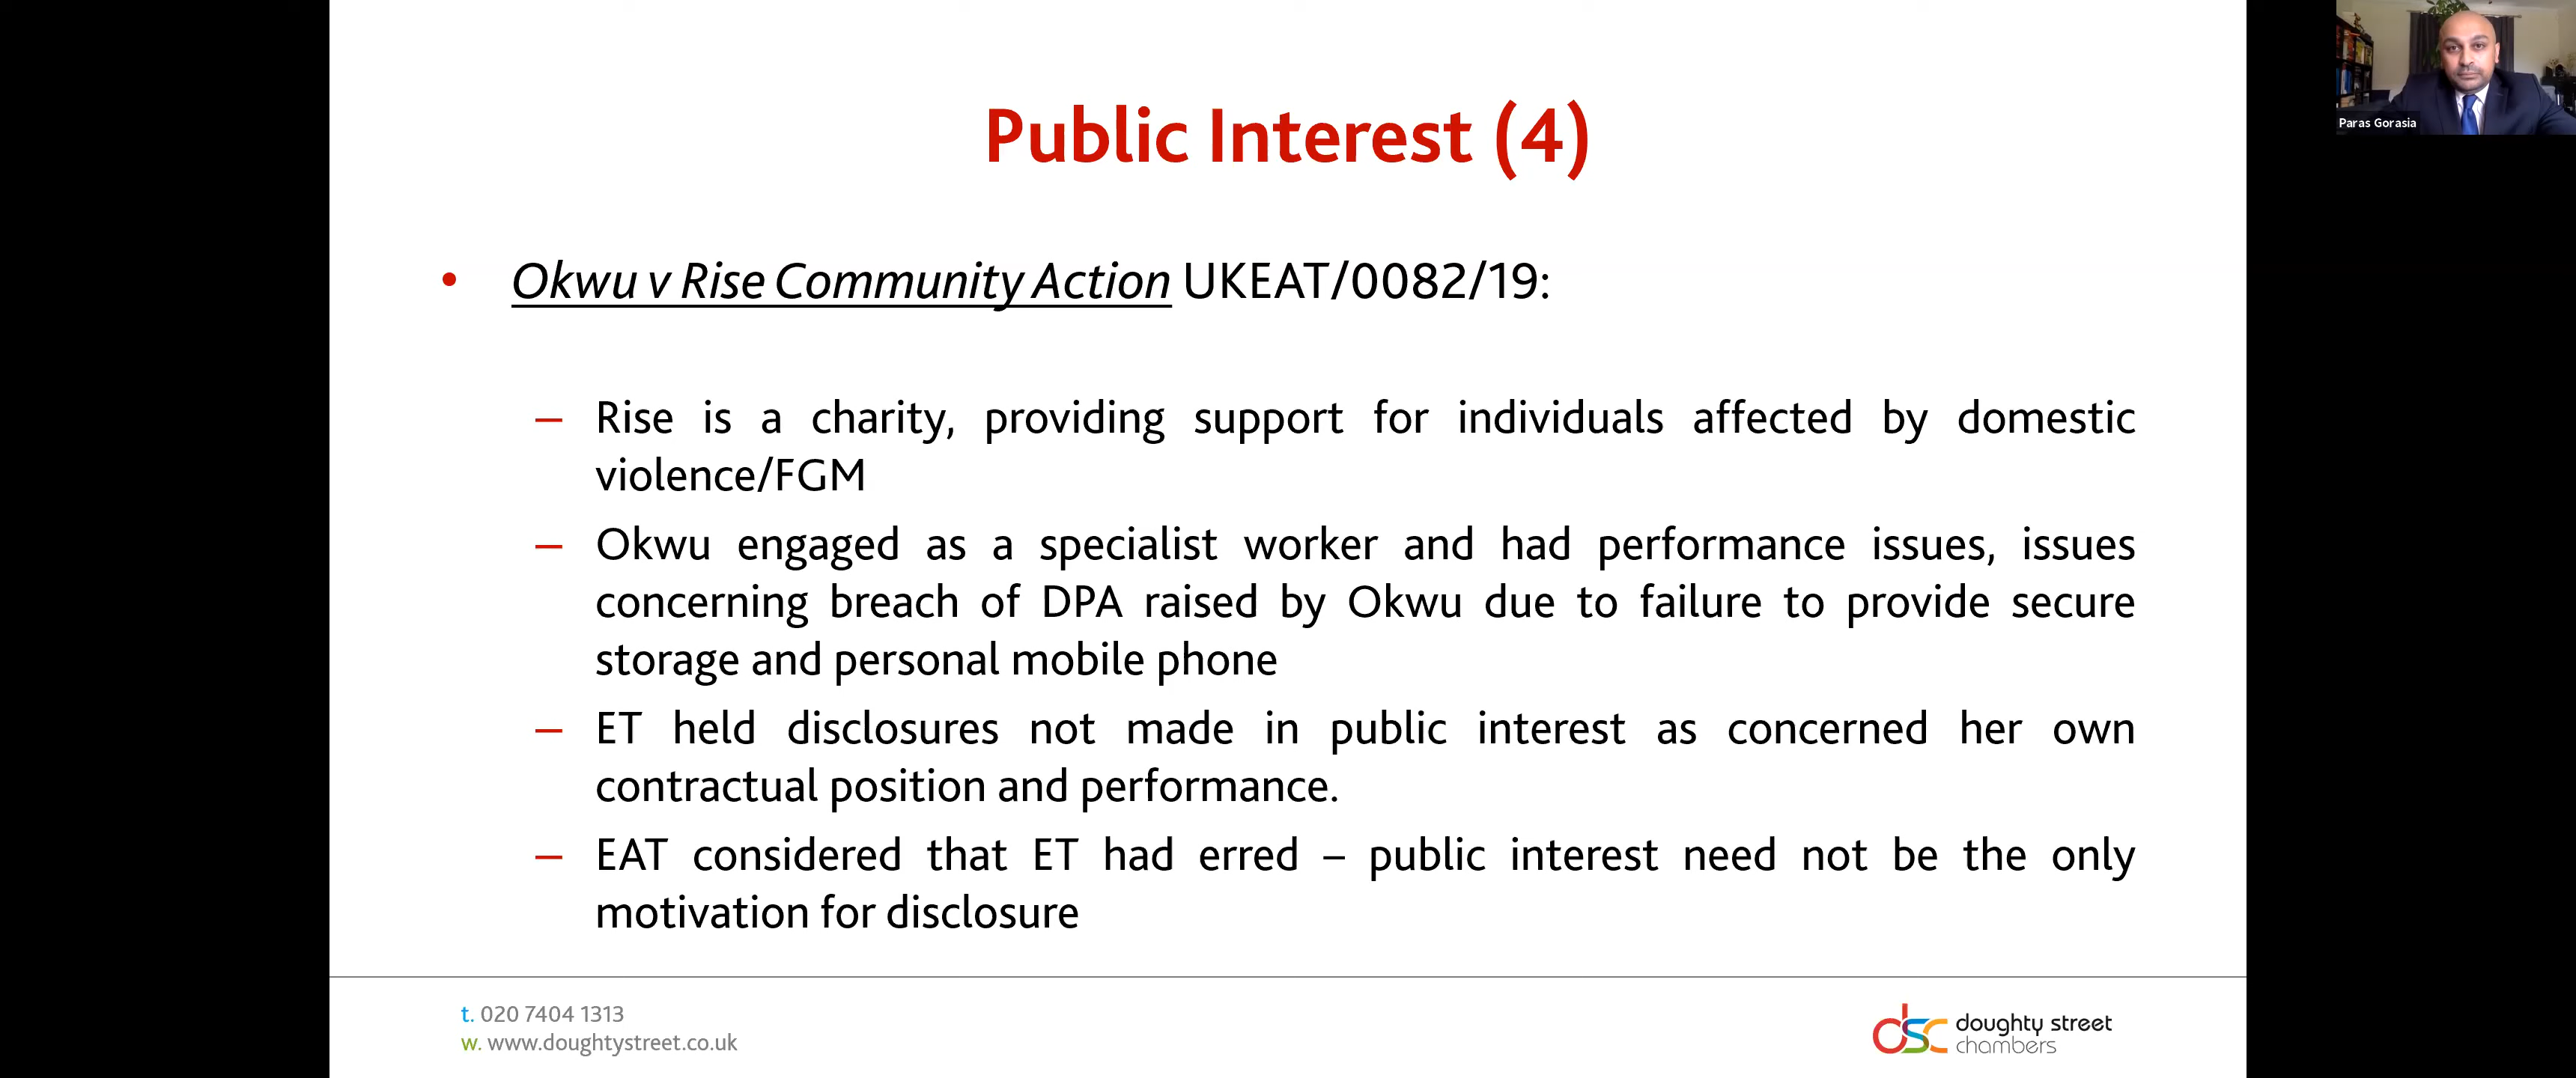 Public Interest (4)
Paras Gorasia
• Okwu v Rise Community Action UKEAT/0082/19:
– Rise is a charity, providing support for individuals affected by domestic
violence/FGM
– Okwu engaged as a specialist worker and had performance issues, issues
concerning breach of DPA raised by Okwu due to failure to provide secure
storage and personal mobile phone
– ET held disclosures not made in public interest as concerned her own
contractual position and performance.
– EAT considered that ET had erred – public interest need not be the only
motivation for disclosure
t. 020 7404 1313
w. www.doughtystreet.co.uk
dsc doughty street
chambers